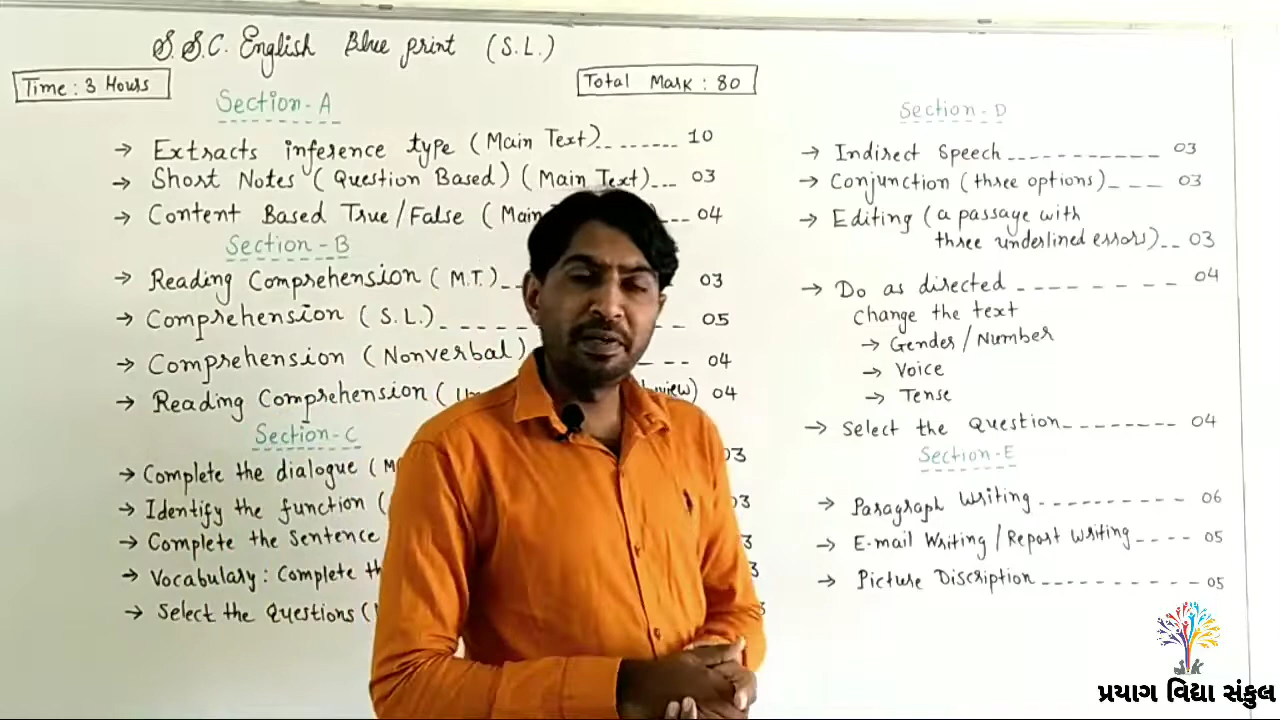 S.S.C. English Blue print (S.L.)
Time : 3 Hours
Total Mark : 80
Section - A
→ Extracts inference type (Main Text)........ 10
→ Short Notes (Question Based) (Main Text)... 03
→ Content Based True/False (Main --- 04
Section - B
→ Reading Comprehension (M.T.) 03
→ Comprehension (S.L.) 05
→ Comprehension (Nonverbal) 04
→ Reading Comprehension ( 04
Section - C
→ Complete the dialogue ( 03
→ Identify the function ( 03
→ Complete the Sentence 3
→ Vocabulary : Complete 3
→ Select the Questions ( 3
Section - D
→ Indirect Speech ----------- 03
→ Conjunction (three options) --- 03
→ Editing (a passage with
three underlined errors) -- 03
→ Do as directed -------- 04
change the text
→ Gender / Number
→ Voice
→ Tense
→ Select the Question -------- 04
Section - E
→ Paragraph Writing ---------- 06
→ E-mail Writing / Report Writing ---- 05
→ Picture Discription ----------- 05
પ્રયાગ વિદ્યા સંકુલ